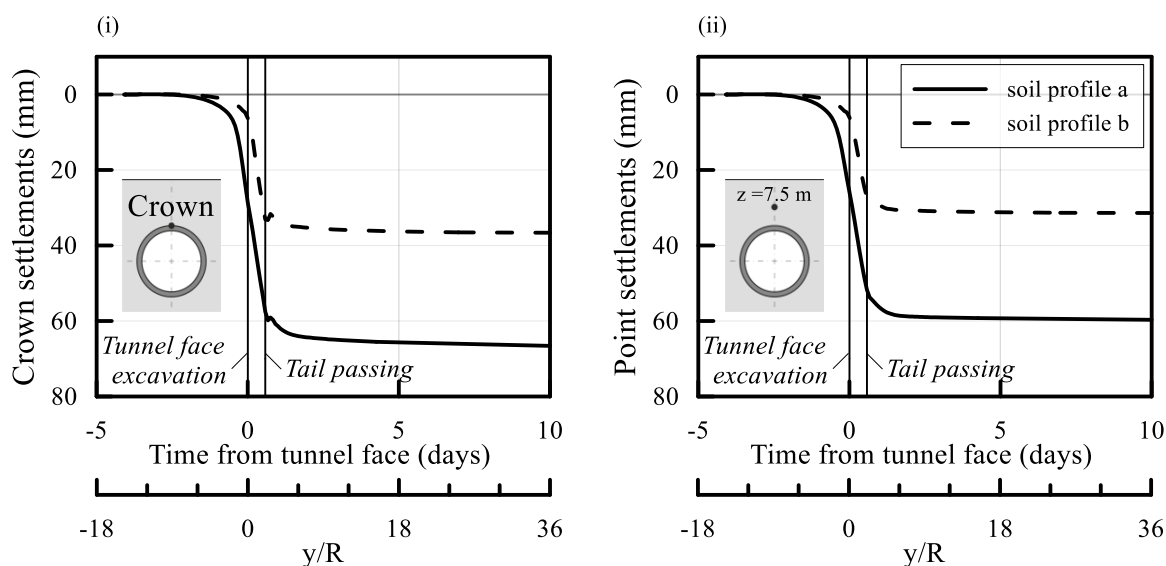 (i)
Crown settlements (mm)
0
20
40
60
80
Crown
Tunnel face
excavation
Tail passing
-5
0
5
10
Time from tunnel face (days)
-18
0
18
36
y/R
(ii)
Point settlements (mm)
0
20
40
60
80
soil profile a
soil profile b
z =7.5 m
Tunnel face
excavation
Tail passing
-5
0
5
10
Time from tunnel face (days)
-18
0
18
36
y/R